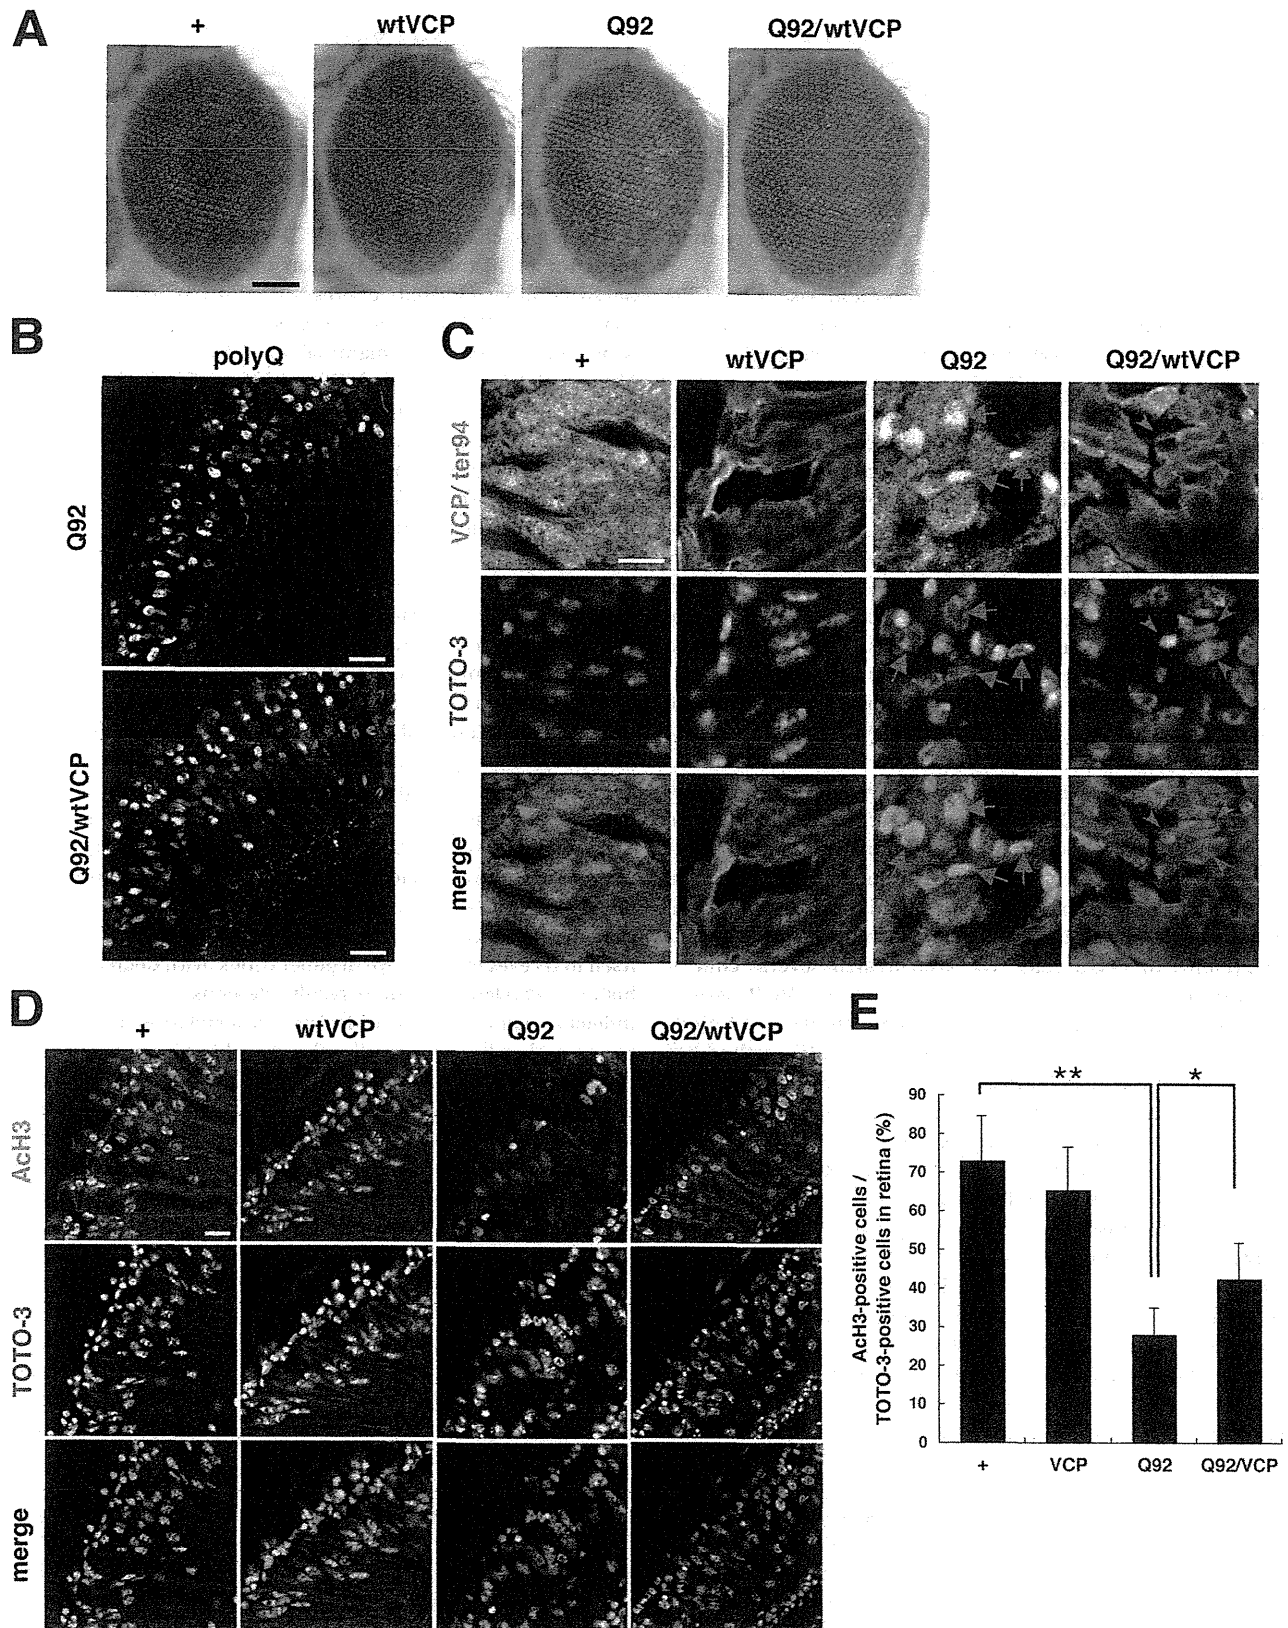 A
+ wtVCP Q92 Q92/wtVCP
B
polyQ
Q92
Q92/wtVCP
C
+ wtVCP Q92 Q92/wtVCP
VCP/ter94
TOTO-3
merge
D
+ wtVCP Q92 Q92/wtVCP
AcH3
TOTO-3
merge
E
AcH3-positive cells /
TOTO-3-positive cells in retina (%)
** *
90
80
70
60
50
40
30
20
10
0
+ VCP Q92 Q92/VCP